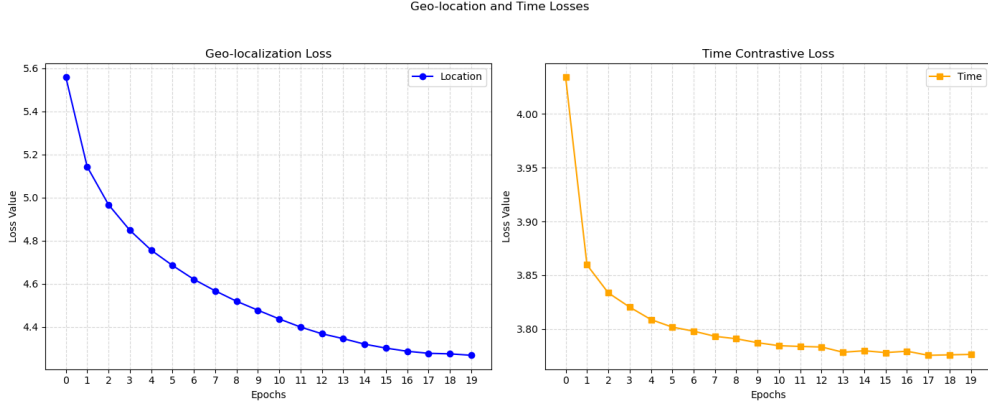 Geo-location and Time Losses
Geo-localization Loss
Location
5.6
5.4
5.2
5.0
4.8
4.6
4.4
Loss Value
0 1 2 3 4 5 6 7 8 9 10 11 12 13 14 15 16 17 18 19
Epochs
Time Contrastive Loss
Time
4.00
3.95
3.90
3.85
3.80
Loss Value
0 1 2 3 4 5 6 7 8 9 10 11 12 13 14 15 16 17 18 19
Epochs